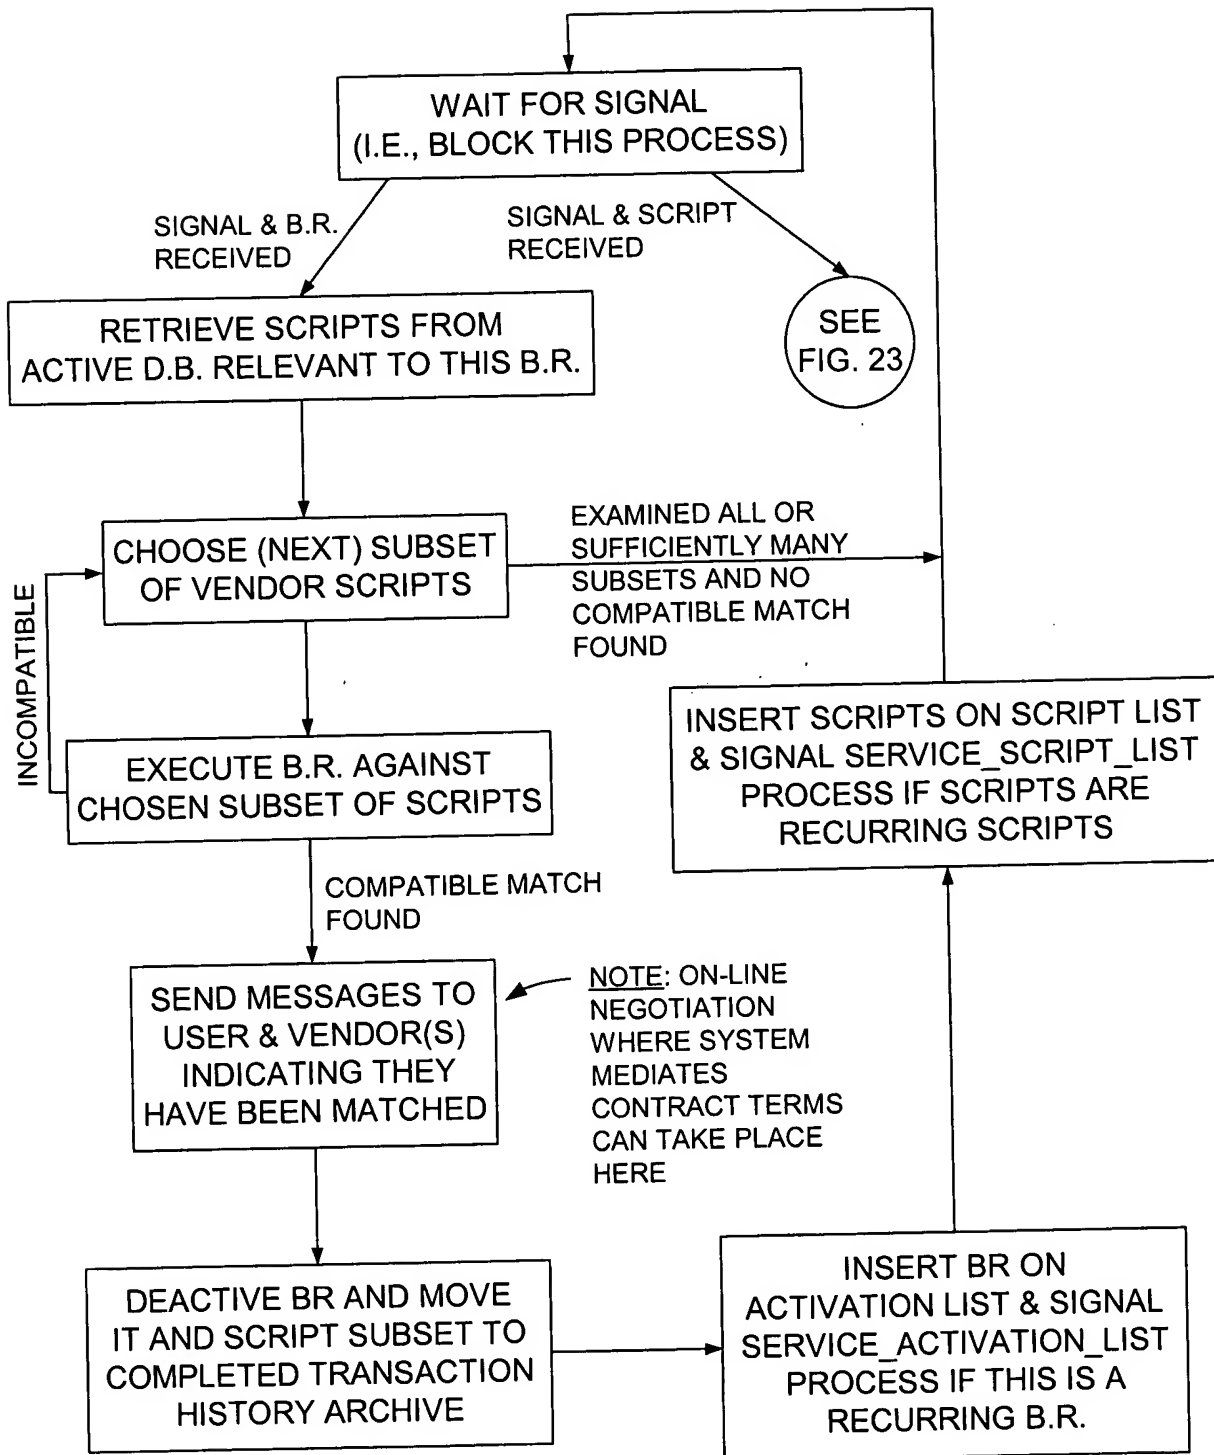 WAIT FOR SIGNAL
(I.E., BLOCK THIS PROCESS)
SIGNAL & B.R.
RECEIVED
SIGNAL & SCRIPT
RECEIVED
RETRIEVE SCRIPTS FROM
ACTIVE D.B. RELEVANT TO THIS B.R.
SEE
FIG. 23
CHOOSE (NEXT) SUBSET
OF VENDOR SCRIPTS
EXAMINED ALL OR
SUFFICIENTLY MANY
SUBSETS AND NO
COMPATIBLE MATCH
FOUND
INCOMPATIBLE
EXECUTE B.R. AGAINST
CHOSEN SUBSET OF SCRIPTS
INSERT SCRIPTS ON SCRIPT LIST
& SIGNAL SERVICE_SCRIPT_LIST
PROCESS IF SCRIPTS ARE
RECURRING SCRIPTS
COMPATIBLE MATCH
FOUND
SEND MESSAGES TO
USER & VENDOR(S)
INDICATING THEY
HAVE BEEN MATCHED
NOTE: ON-LINE
NEGOTIATION
WHERE SYSTEM
MEDIATES
CONTRACT TERMS
CAN TAKE PLACE
HERE
DEACTIVE BR AND MOVE
IT AND SCRIPT SUBSET TO
COMPLETED TRANSACTION
HISTORY ARCHIVE
INSERT BR ON
ACTIVATION LIST & SIGNAL
SERVICE_ACTIVATION_LIST
PROCESS IF THIS IS A
RECURRING B.R.